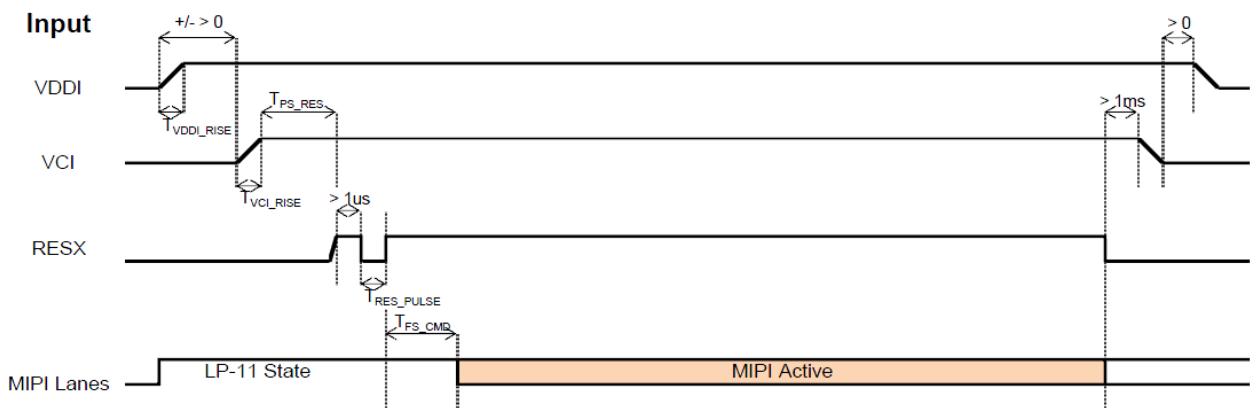 Input
+/- > 0
> 0
VDDI
TVDDI_RISE
TPS_RES
> 1ms
VCI
TVCI_RISE
> 1us
RESX
TRES_PULSE
TFS_CMD
MIPI Lanes
LP-11 State
MIPI Active